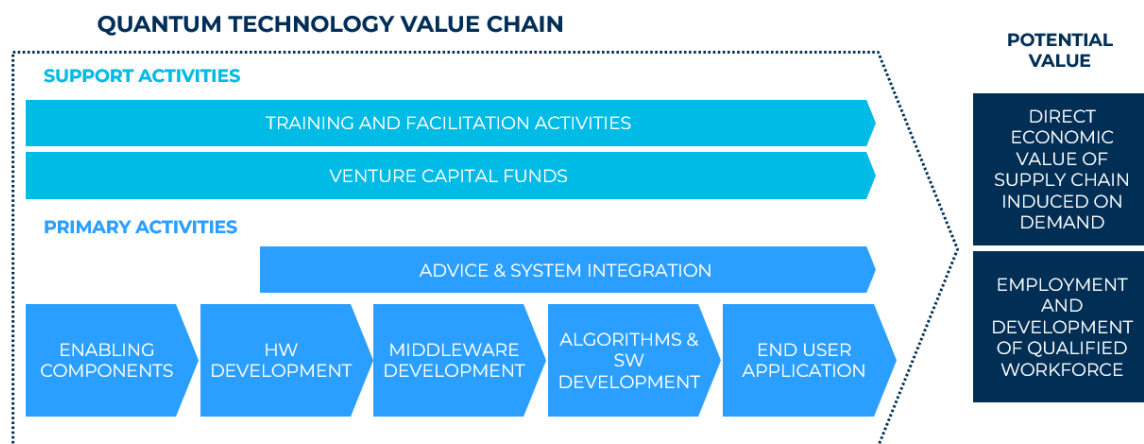 QUANTUM TECHNOLOGY VALUE CHAIN
SUPPORT ACTIVITIES
TRAINING AND FACILITATION ACTIVITIES
VENTURE CAPITAL FUNDS
PRIMARY ACTIVITIES
ADVICE & SYSTEM INTEGRATION
ENABLING
COMPONENTS
HW
DEVELOPMENT
MIDDLEWARE
DEVELOPMENT
ALGORITHMS &
SW
DEVELOPMENT
END USER
APPLICATION
POTENTIAL
VALUE
DIRECT
ECONOMIC
VALUE OF
SUPPLY CHAIN
INDUCED ON
DEMAND
EMPLOYMENT
AND
DEVELOPMENT
OF QUALIFIED
WORKFORCE